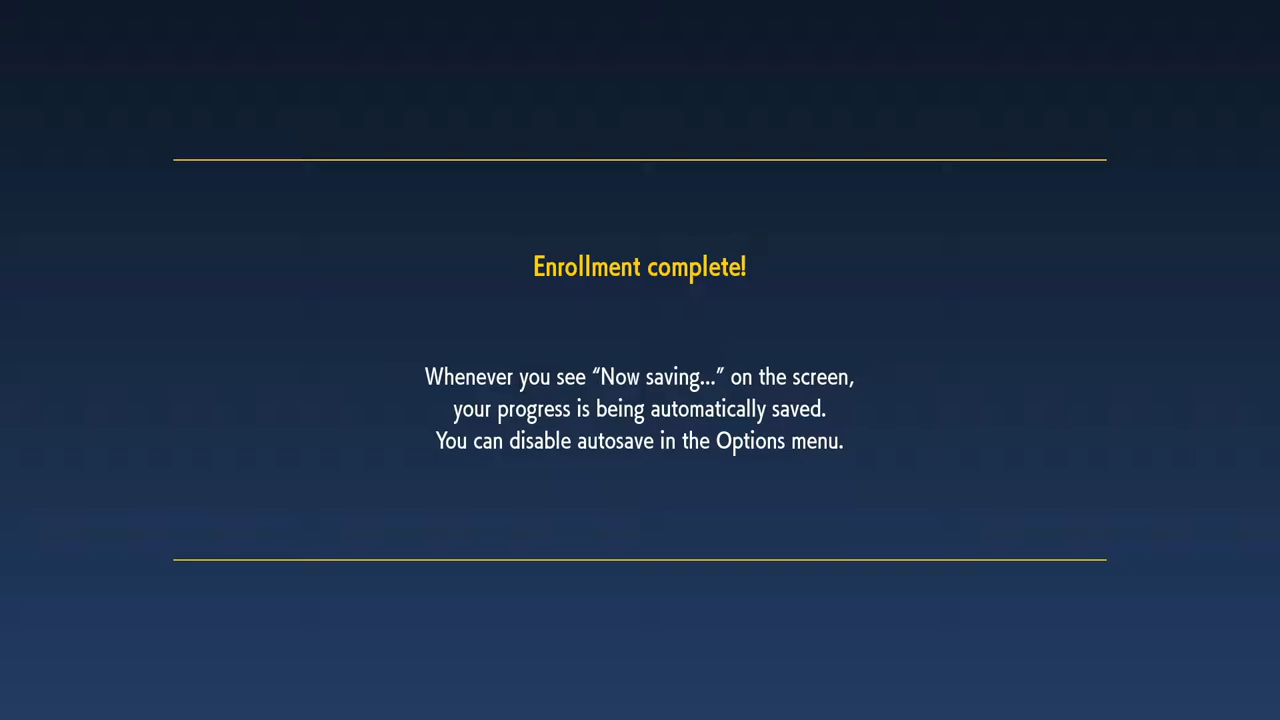 Enrollment complete!
Whenever you see “Now saving...” on the screen,
your progress is being automatically saved.
You can disable autosave in the Options menu.